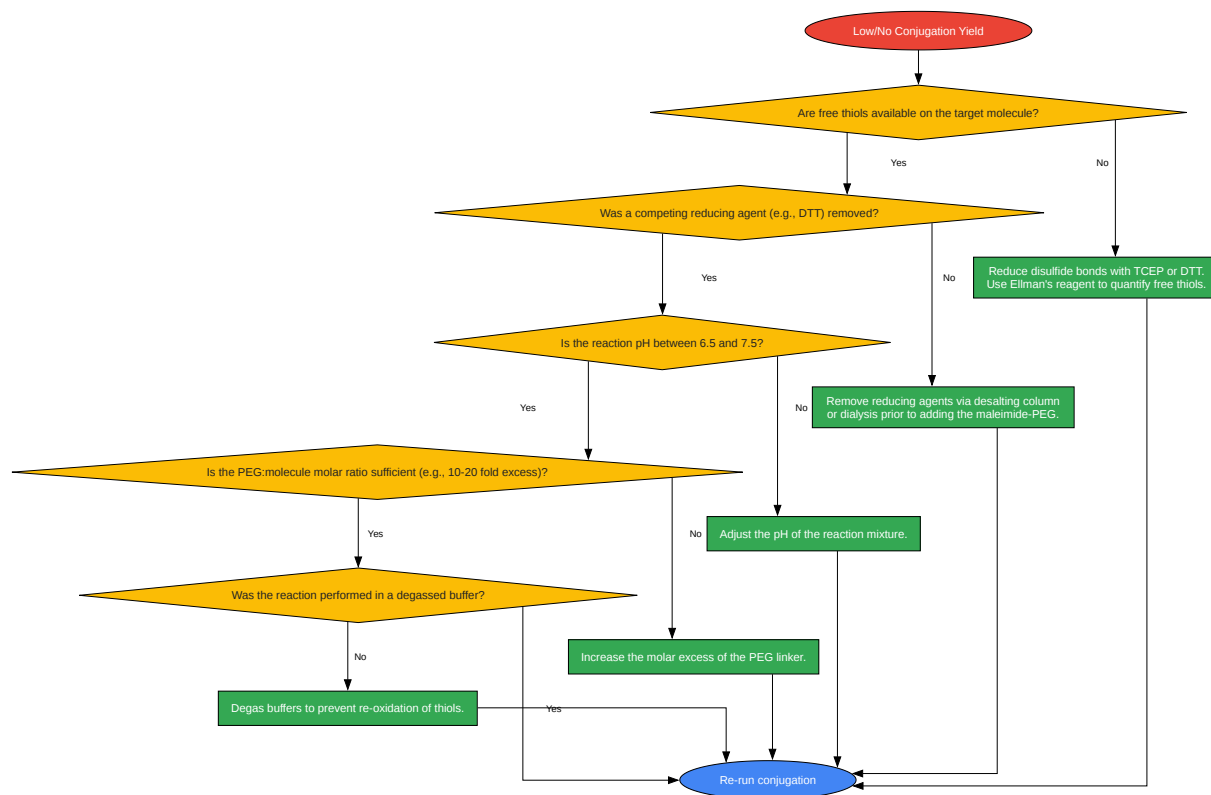 Low/No Conjugation Yield
Are free thiols available on the target molecule?
Yes
No
Was a competing reducing agent (e.g., DTT) removed?
Yes
No
Reduce disulfide bonds with TCEP or DTT.
Use Ellman's reagent to quantify free thiols.
Is the reaction pH between 6.5 and 7.5?
Yes
No
Remove reducing agents via desalting column
or dialysis prior to adding the maleimide-PEG.
Is the PEG:molecule molar ratio sufficient (e.g., 10-20 fold excess)?
Yes
No
Adjust the pH of the reaction mixture.
Was the reaction performed in a degassed buffer?
No
Increase the molar excess of the PEG linker.
Degas buffers to prevent re-oxidation of thiols.
Yes
Re-run conjugation